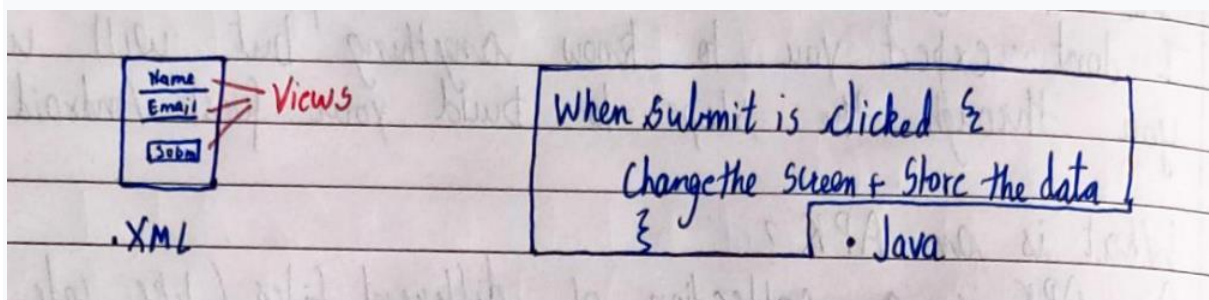 Name
Email
Subm
Views
.XML
When submit is clicked {
Change the screen + Store the data
}
. Java